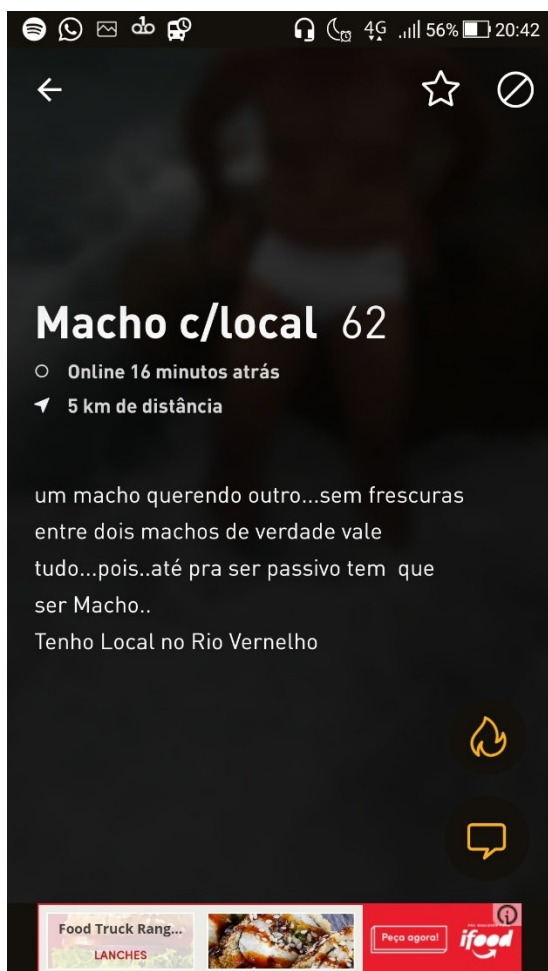 4G 56% 20:42
Macho c/local 62
Online 16 minutos atrás
5 km de distância
um macho querendo outro...sem frescuras
entre dois machos de verdade vale
tudo...pois..até pra ser passivo tem que
ser Macho..
Tenho Local no Rio Vernelho
Food Truck Rang...
LANCHES
Peça agora!
ifood